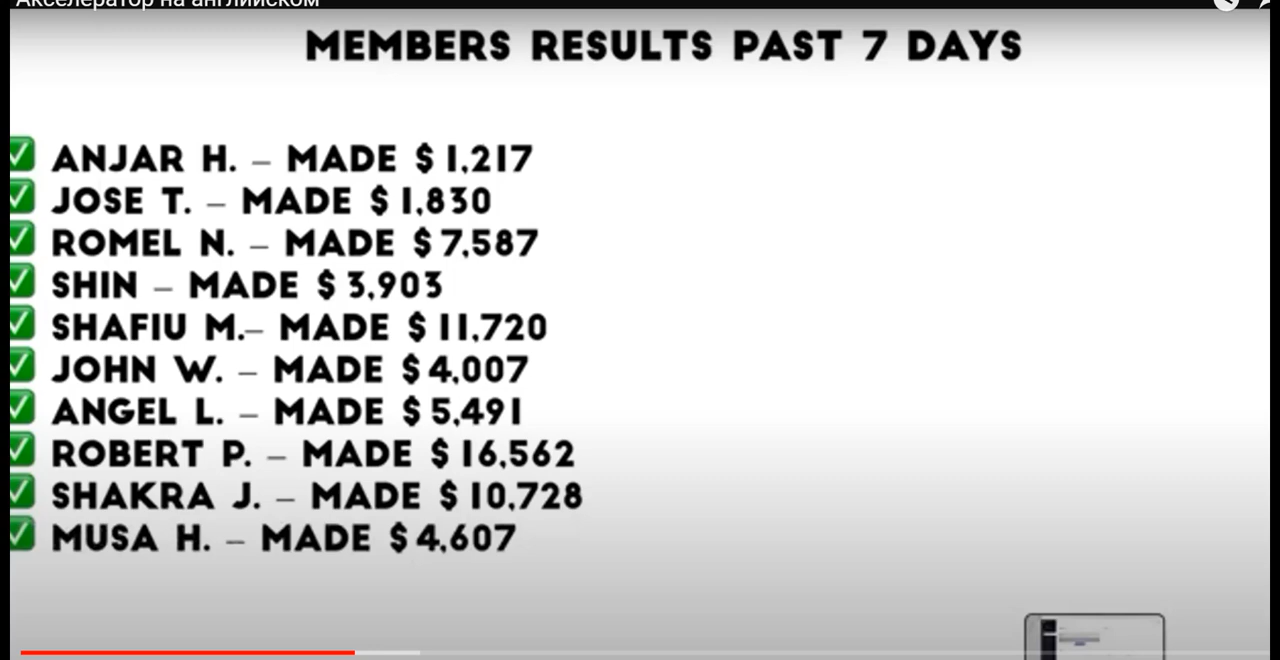 Акселератор на английском
MEMBERS RESULTS PAST 7 DAYS
✅ ANJAR H. – MADE $1,217
✅ JOSE T. – MADE $1,830
✅ ROMEL N. – MADE $7,587
✅ SHIN – MADE $3,903
✅ SHAFIU M.– MADE $11,720
✅ JOHN W. – MADE $4,007
✅ ANGEL L. – MADE $5,491
✅ ROBERT P. – MADE $16,562
✅ SHAKRA J. – MADE $10,728
✅ MUSA H. – MADE $4,607